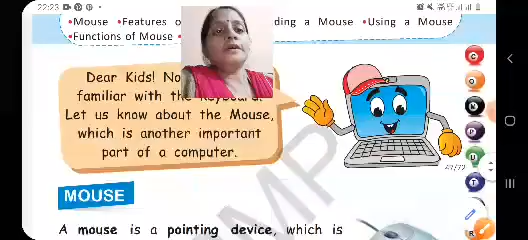 22:23
•Mouse •Features o ding a Mouse •Using a Mouse
•Functions of Mouse •
Dear Kids! No
familiar with the Keyboard.
Let us know about the Mouse,
which is another important
part of a computer.
C
O
M
P
U
T
R
MOUSE
A mouse is a pointing device, which is